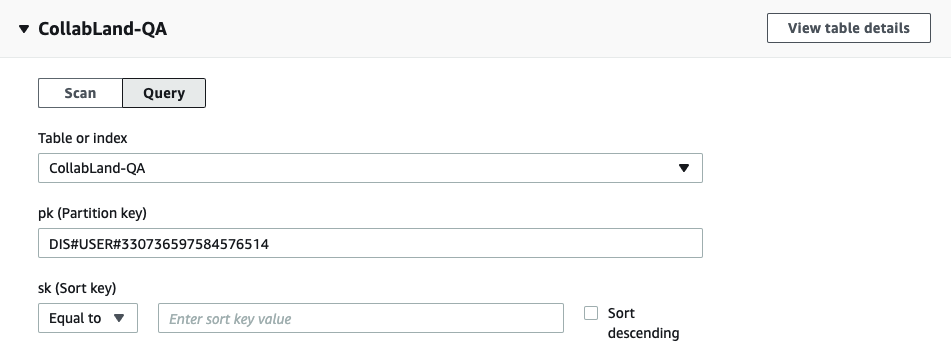 CollabLand-QA
View table details
Scan
Query
Table or index
CollabLand-QA
pk (Partition key)
DIS#USER#330736597584576514
sk (Sort key)
Equal to
Enter sort key value
Sort
descending